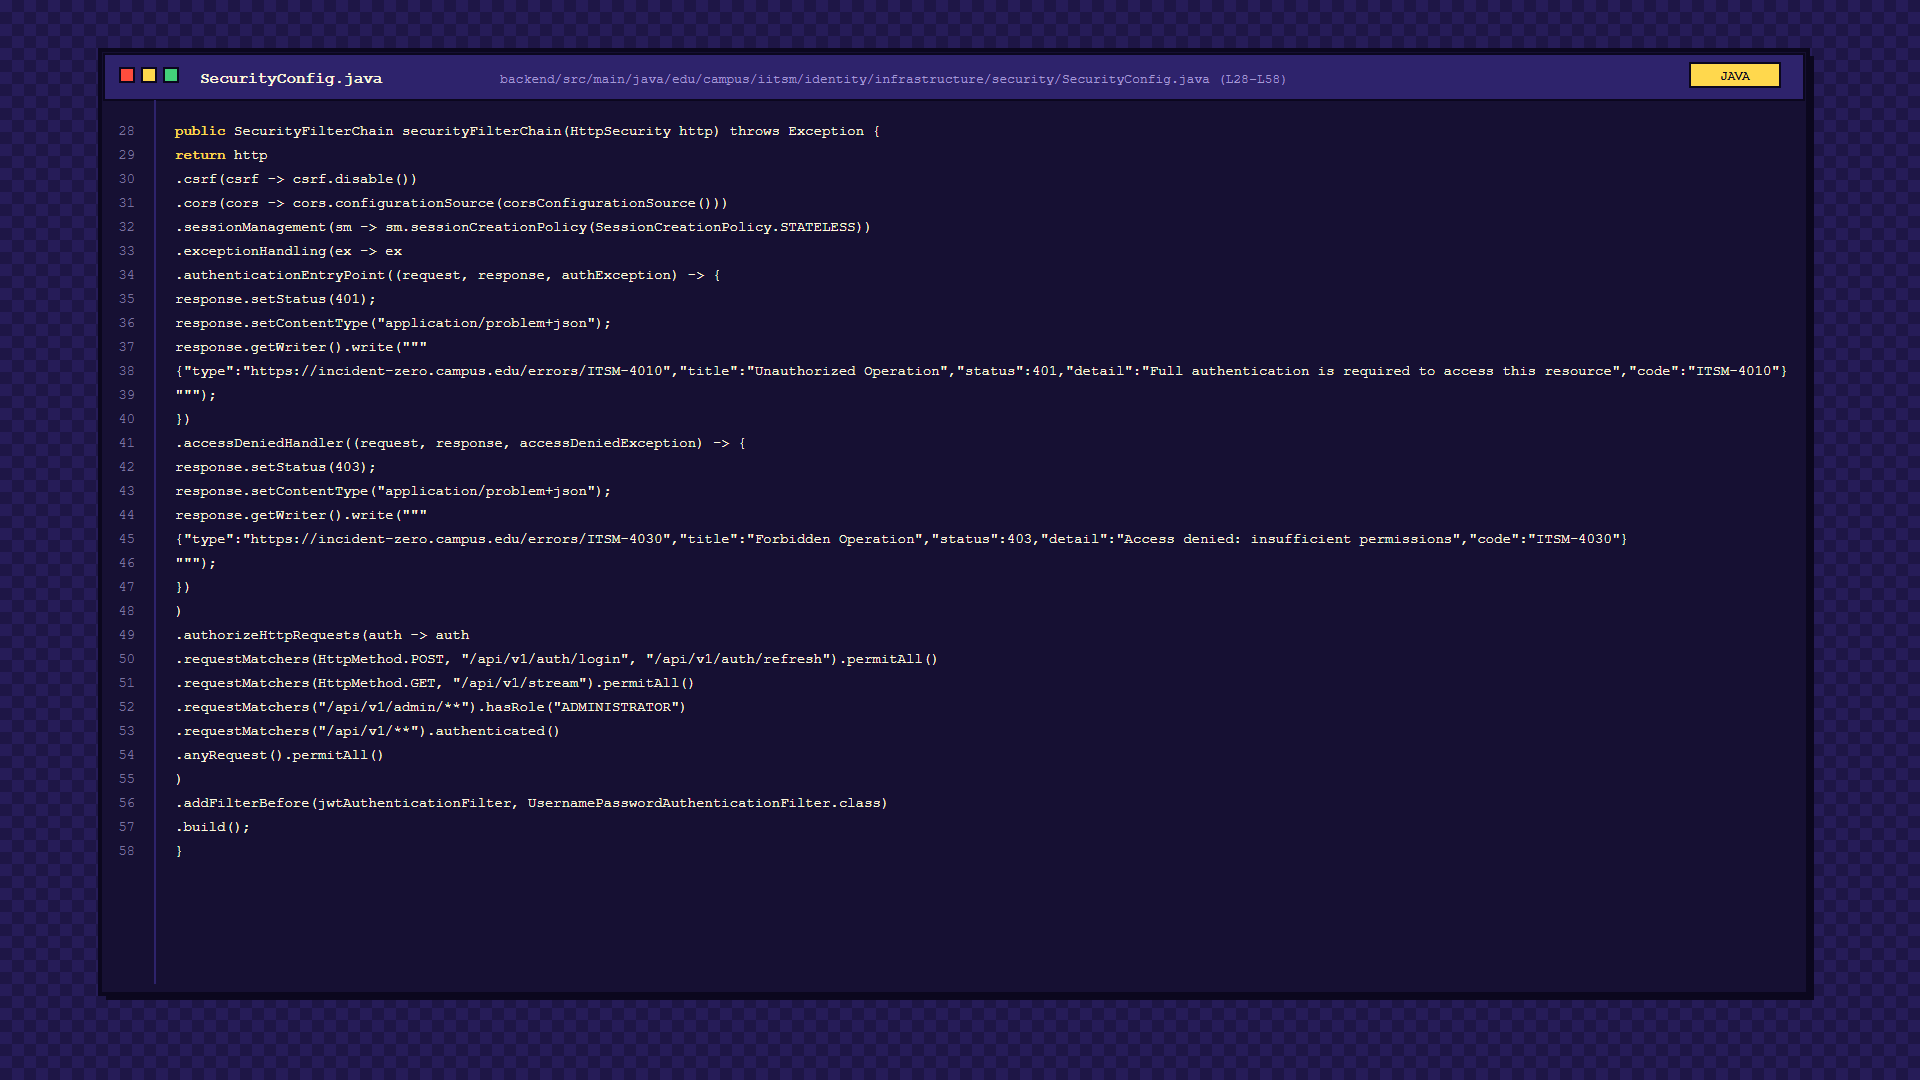 SecurityConfig.java
backend/src/main/java/edu/campus/iitsm/identity/infrastructure/security/SecurityConfig.java (L28-L58)
JAVA
28 public SecurityFilterChain securityFilterChain(HttpSecurity http) throws Exception {
29 return http
30 .csrf(csrf -> csrf.disable())
31 .cors(cors -> cors.configurationSource(corsConfigurationSource()))
32 .sessionManagement(sm -> sm.sessionCreationPolicy(SessionCreationPolicy.STATELESS))
33 .exceptionHandling(ex -> ex
34 .authenticationEntryPoint((request, response, authException) -> {
35 response.setStatus(401);
36 response.setContentType("application/problem+json");
37 response.getWriter().write("""
38 {"type":"https://incident-zero.campus.edu/errors/ITSM-4010","title":"Unauthorized Operation","status":401,"detail":"Full authentication is required to access this resource","code":"ITSM-4010"}
39 """);
40 })
41 .accessDeniedHandler((request, response, accessDeniedException) -> {
42 response.setStatus(403);
43 response.setContentType("application/problem+json");
44 response.getWriter().write("""
45 {"type":"https://incident-zero.campus.edu/errors/ITSM-4030","title":"Forbidden Operation","status":403,"detail":"Access denied: insufficient permissions","code":"ITSM-4030"}
46 """);
47 })
48 )
49 .authorizeHttpRequests(auth -> auth
50 .requestMatchers(HttpMethod.POST, "/api/v1/auth/login", "/api/v1/auth/refresh").permitAll()
51 .requestMatchers(HttpMethod.GET, "/api/v1/stream").permitAll()
52 .requestMatchers("/api/v1/admin/**").hasRole("ADMINISTRATOR")
53 .requestMatchers("/api/v1/**").authenticated()
54 .anyRequest().permitAll()
55 )
56 .addFilterBefore(jwtAuthenticationFilter, UsernamePasswordAuthenticationFilter.class)
57 .build();
58 }